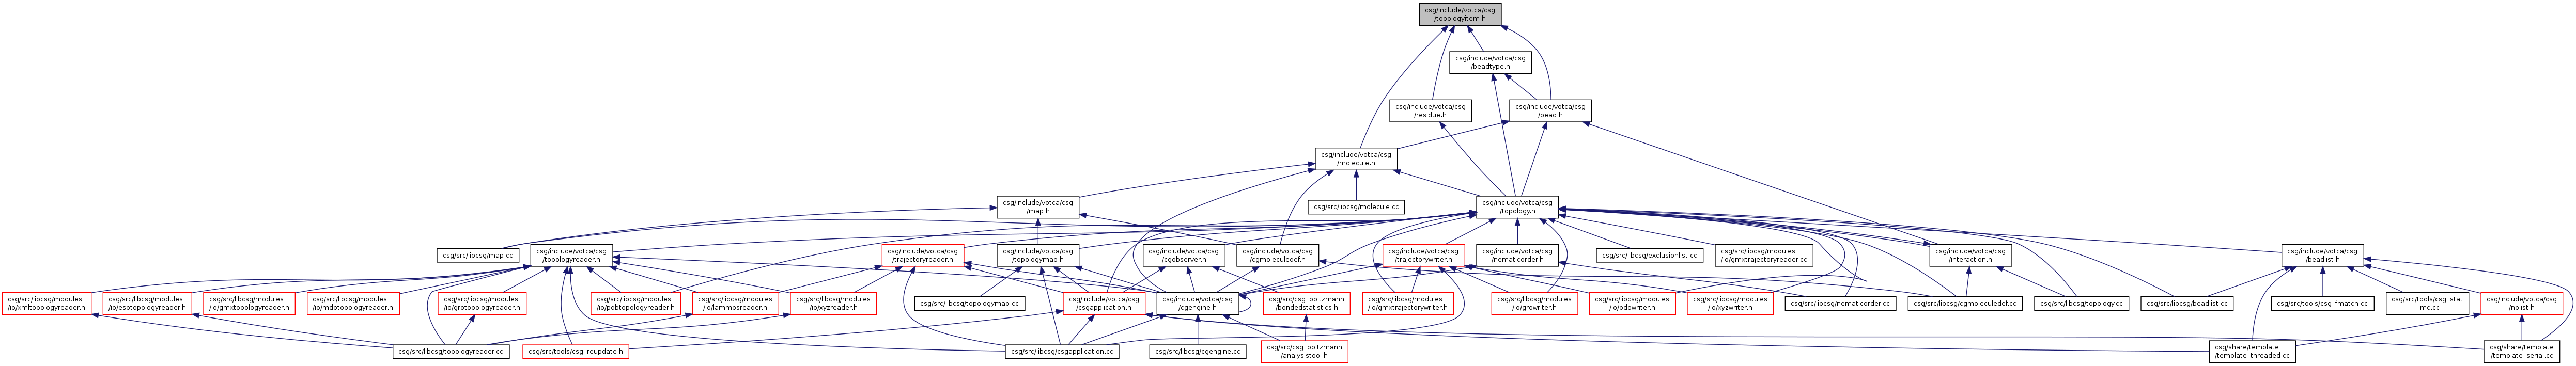 csg/include/votca/csg
/topologyitem.h
csg/include/votca/csg
/beadtype.h
csg/include/votca/csg
/residue.h
csg/include/votca/csg
/bead.h
csg/include/votca/csg
/molecule.h
csg/include/votca/csg
/map.h
csg/src/libcsg/molecule.cc
csg/include/votca/csg
/topology.h
csg/src/libcsg/map.cc
csg/include/votca/csg
/topologyreader.h
csg/include/votca/csg
/trajectoryreader.h
csg/include/votca/csg
/topologymap.h
csg/include/votca/csg
/cgobserver.h
csg/include/votca/csg
/cgmoleculedef.h
csg/include/votca/csg
/trajectorywriter.h
csg/include/votca/csg
/nematicorder.h
csg/src/libcsg/exclusionlist.cc
csg/src/libcsg/modules
/io/gmxtrajectoryreader.cc
csg/include/votca/csg
/interaction.h
csg/include/votca/csg
/beadlist.h
csg/src/libcsg/modules
/io/xmltopologyreader.h
csg/src/libcsg/modules
/io/esptopologyreader.h
csg/src/libcsg/modules
/io/gmxtopologyreader.h
csg/src/libcsg/modules
/io/mdptopologyreader.h
csg/src/libcsg/modules
/io/grotopologyreader.h
csg/src/libcsg/modules
/io/pdbtopologyreader.h
csg/src/libcsg/modules
/io/lammpsreader.h
csg/src/libcsg/modules
/io/xyzreader.h
csg/src/libcsg/topologymap.cc
csg/include/votca/csg
/csgapplication.h
csg/include/votca/csg
/cgengine.h
csg/src/csg_boltzmann
/bondedstatistics.h
csg/src/libcsg/modules
/io/gmxtrajectorywriter.h
csg/src/libcsg/modules
/io/growriter.h
csg/src/libcsg/modules
/io/pdbwriter.h
csg/src/libcsg/modules
/io/xyzwriter.h
csg/src/libcsg/nematicorder.cc
csg/src/libcsg/cgmoleculedef.cc
csg/src/libcsg/topology.cc
csg/src/libcsg/beadlist.cc
csg/src/tools/csg_fmatch.cc
csg/src/tools/csg_stat
_imc.cc
csg/include/votca/csg
/nblist.h
csg/src/libcsg/topologyreader.cc
csg/src/tools/csg_reupdate.h
csg/src/libcsg/csgapplication.cc
csg/src/libcsg/cgengine.cc
csg/src/csg_boltzmann
/analysistool.h
csg/share/template
/template_threaded.cc
csg/share/template
/template_serial.cc